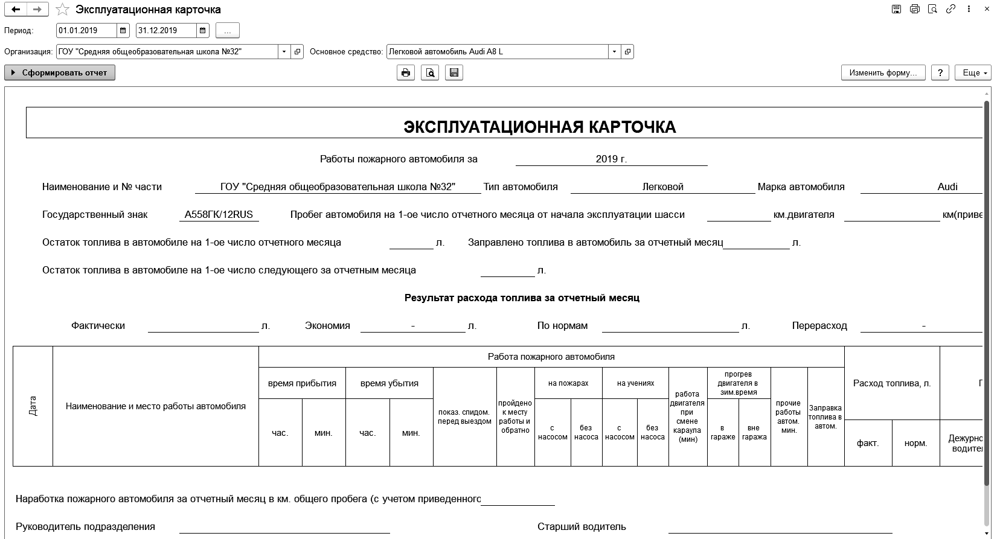 Эксплуатационная карточка
Период: 01.01.2019 31.12.2019 ...
Организация: ГОУ "Средняя общеобразовательная школа №32" Основное средство: Легковой автомобиль Audi A8 L
Сформировать отчет Изменить форму... ? Еще
ЭКСПЛУАТАЦИОННАЯ КАРТОЧКА
Работы пожарного автомобиля за 2019 г.
Наименование и № части ГОУ "Средняя общеобразовательная школа №32" Тип автомобиля Легковой Марка автомобиля Audi
Государственный знак А558ГК/12RUS Пробег автомобиля на 1-ое число отчетного месяца от начала эксплуатации шасси км.двигателя км(приве
Остаток топлива в автомобиле на 1-ое число отчетного месяца л. Заправлено топлива в автомобиль за отчетный месяц л.
Остаток топлива в автомобиле на 1-ое число следующего за отчетным месяца л.
Результат расхода топлива за отчетный месяц
Фактически л. Экономия - л. По нормам л. Перерасход -
Дата
Наименование и место работы автомобиля
Работа пожарного автомобиля
время прибытия
час.
мин.
время убытия
час.
мин.
показ. спидом.
перед выездом
пройдено
к месту
работы и
обратно
на пожарах
с
насосом
без
насоса
на учениях
с
насосом
без
насоса
работа
двигателя
при
смене
караула
(мин)
прогрев
двигателя в
зим.время
в
гараже
вне
гаража
прочие
работы
автом.
мин.
Заправка
топлива в
автом.
Расход топлива, л.
факт.
норм.
Дежурно
водител
Наработка пожарного автомобиля за отчетный месяц в км. общего пробега (с учетом приведенного
Руководитель подразделения Старший водитель